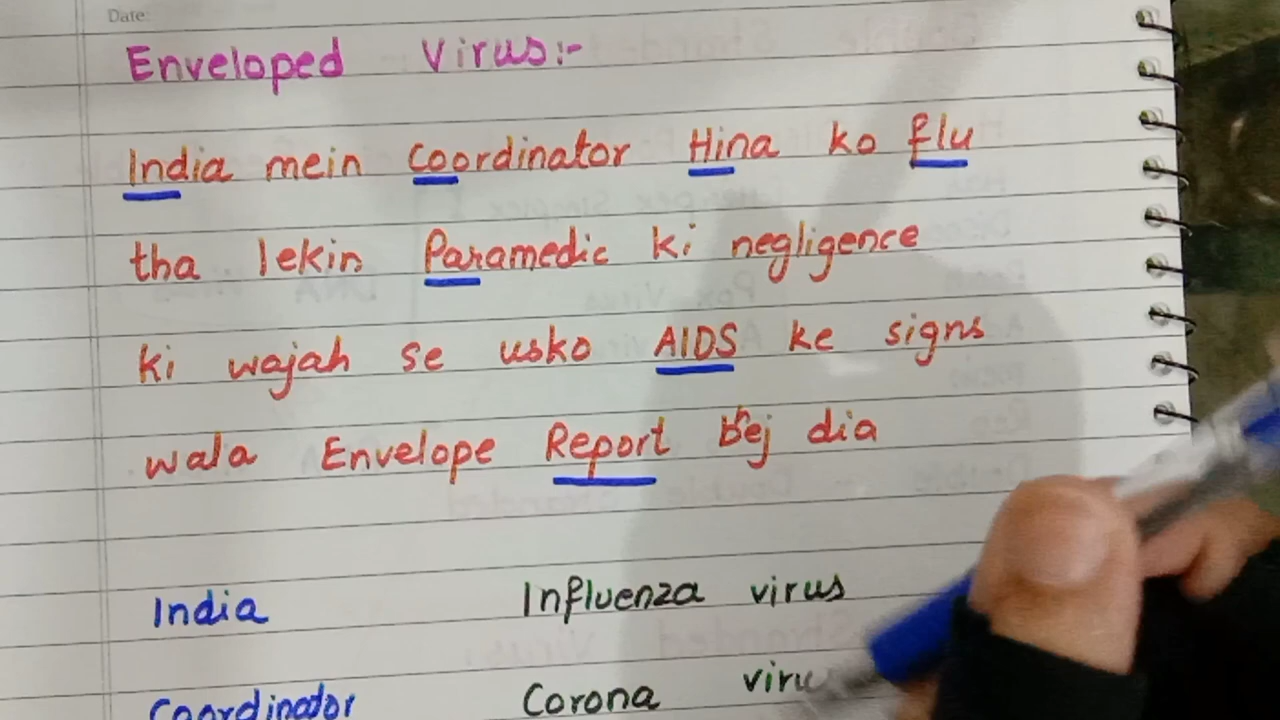 Date:
Enveloped Virus:-
India mein Coordinator Hina ko flu
tha lekin Paramedic ki negligence
ki wajah se usko AIDS ke signs
wala Envelope Report Bej dia
India Influenza virus
Coordinator Corona